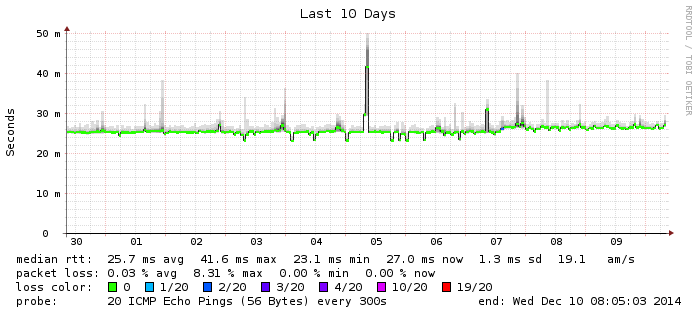 Last 10 Days
RRDTOOL / TOBI OETIKER
Seconds
50 m
40 m
30 m
20 m
10 m
0
30 01 02 03 04 05 06 07 08 09
median rtt: 25.7 ms avg 41.6 ms max 23.1 ms min 27.0 ms now 1.3 ms sd 19.1 am/s
packet loss: 0.03 % avg 8.31 % max 0.00 % min 0.00 % now
loss color: 0 1/20 2/20 3/20 4/20 10/20 19/20
probe: 20 ICMP Echo Pings (56 Bytes) every 300s end: Wed Dec 10 08:05:03 2014